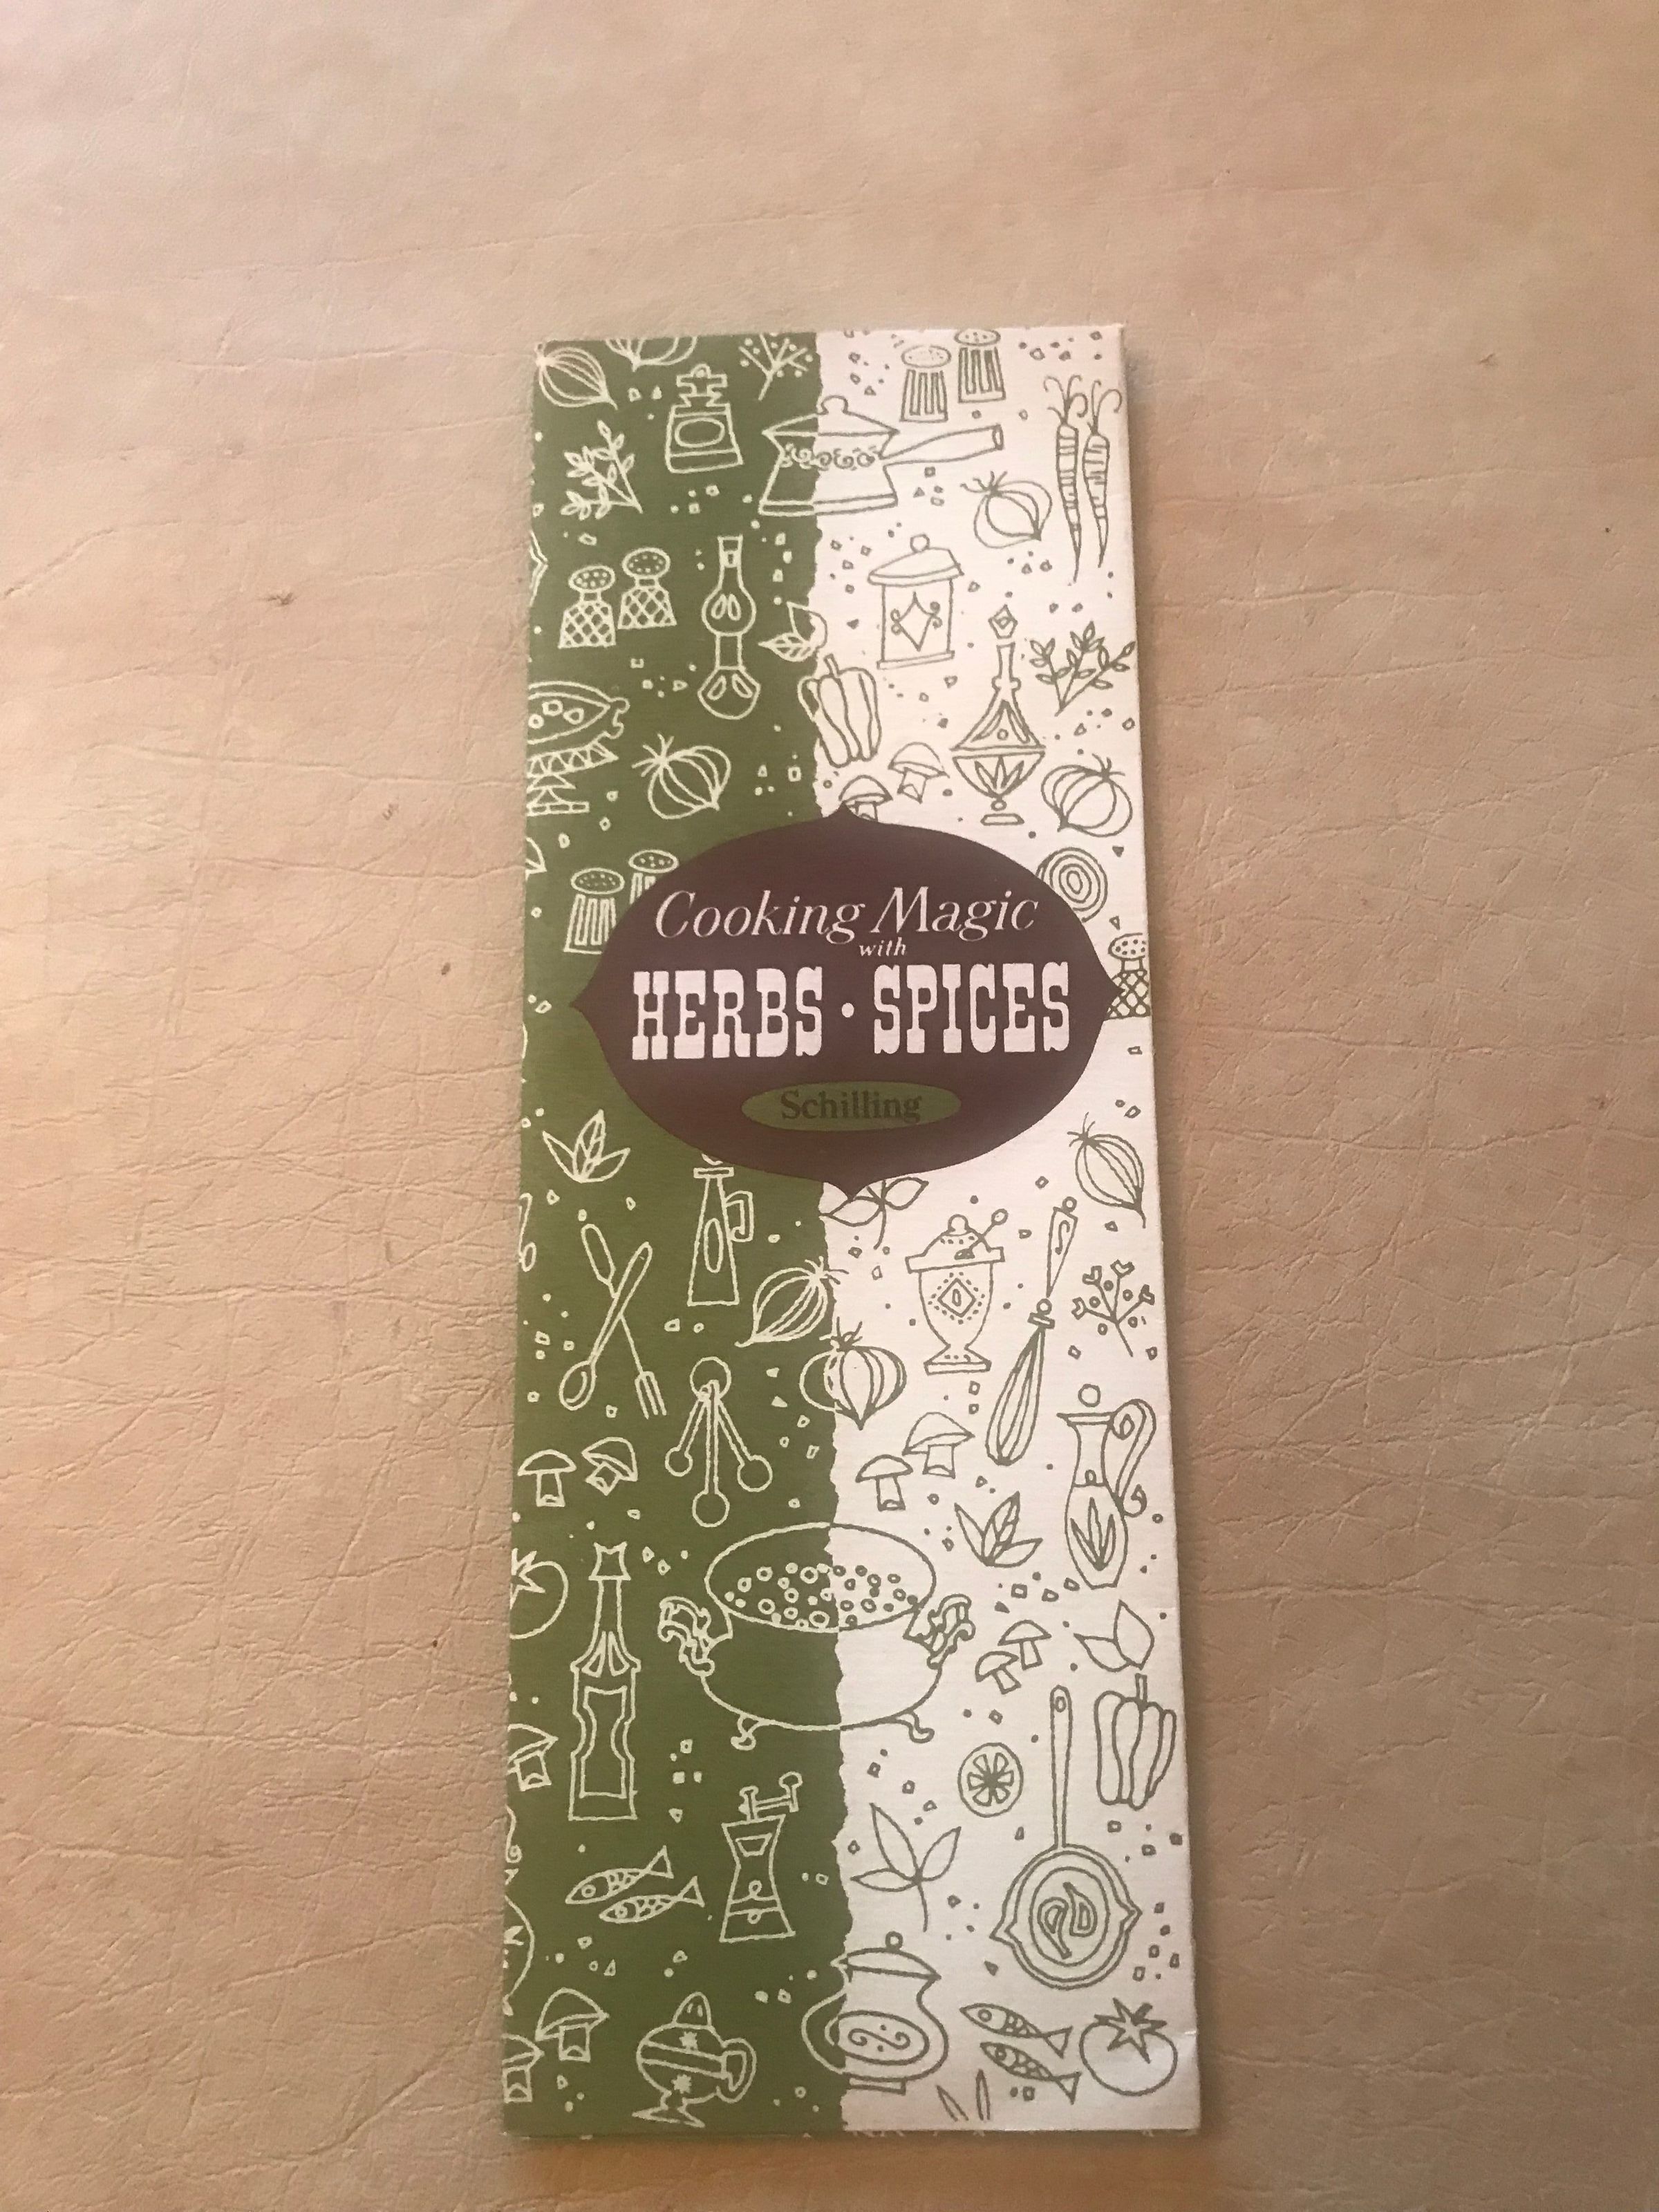 Cooking Magic
with
HERBS • SPICES
Schilling